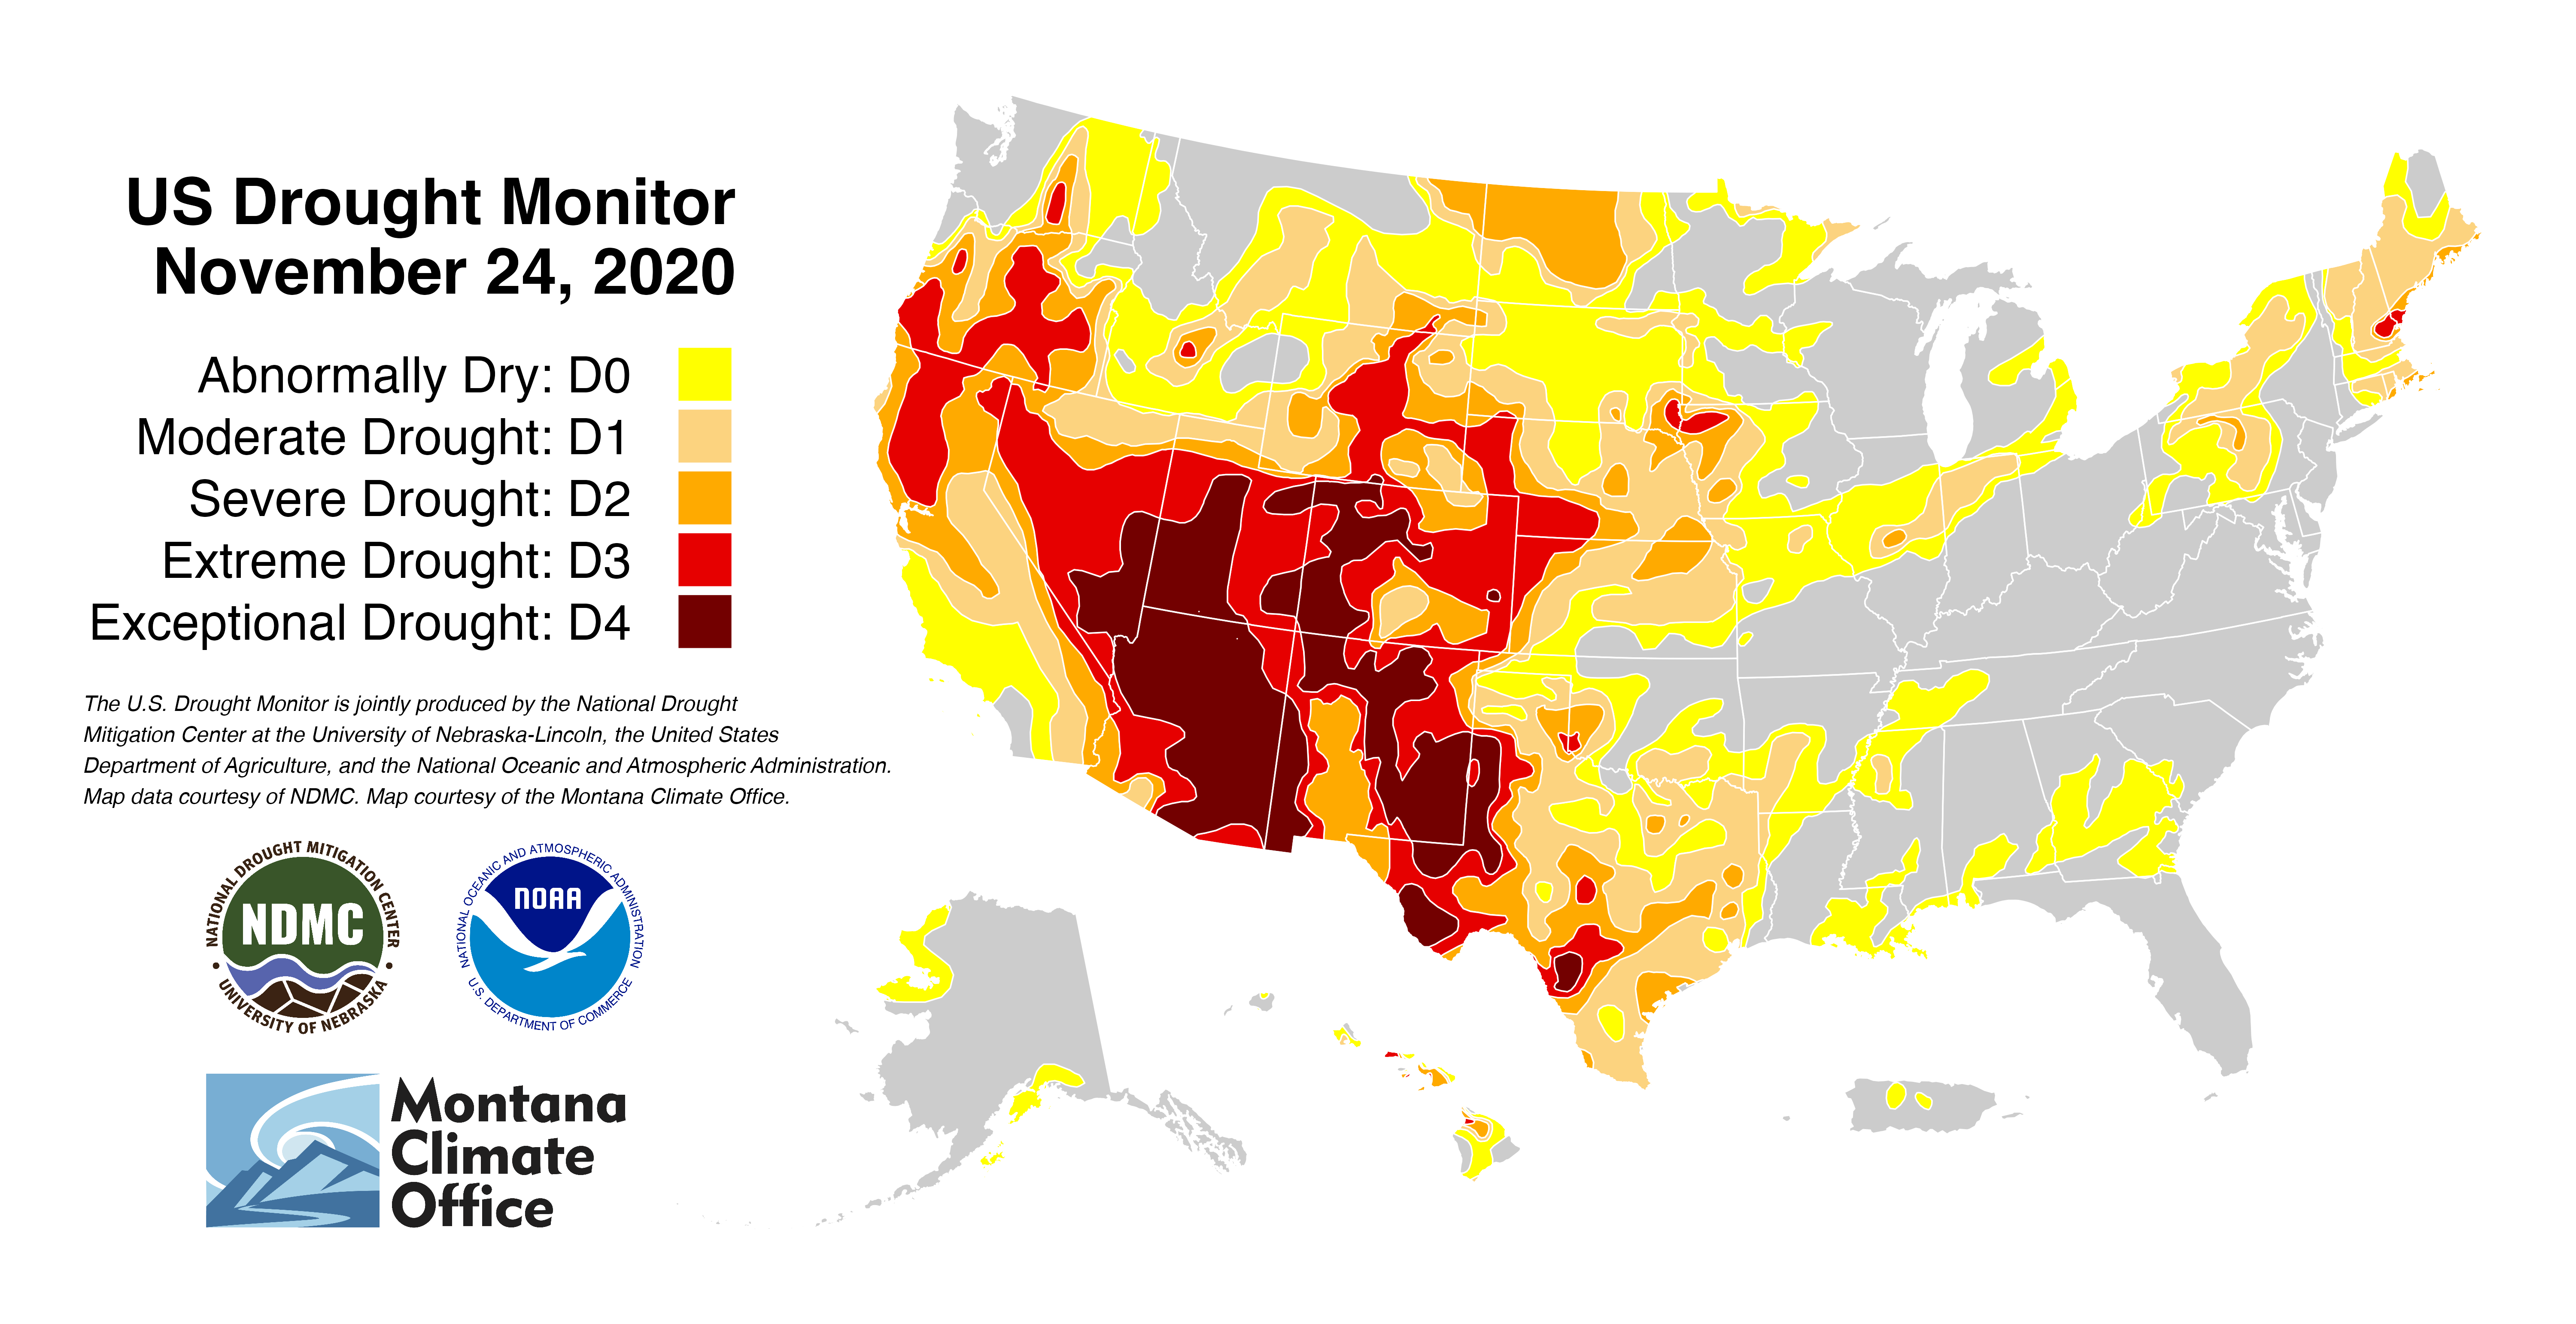 US Drought Monitor
November 24, 2020
Abnormally Dry: D0
Moderate Drought: D1
Severe Drought: D2
Extreme Drought: D3
Exceptional Drought: D4
The U.S. Drought Monitor is jointly produced by the National Drought
Mitigation Center at the University of Nebraska-Lincoln, the United States
Department of Agriculture, and the National Oceanic and Atmospheric Administration.
Map data courtesy of NDMC. Map courtesy of the Montana Climate Office.
NATIONAL DROUGHT MITIGATION CENTER
NDMC
• UNIVERSITY OF NEBRASKA •
NATIONAL OCEANIC AND ATMOSPHERIC ADMINISTRATION
NOAA
U.S. DEPARTMENT OF COMMERCE
Montana
Climate
Office